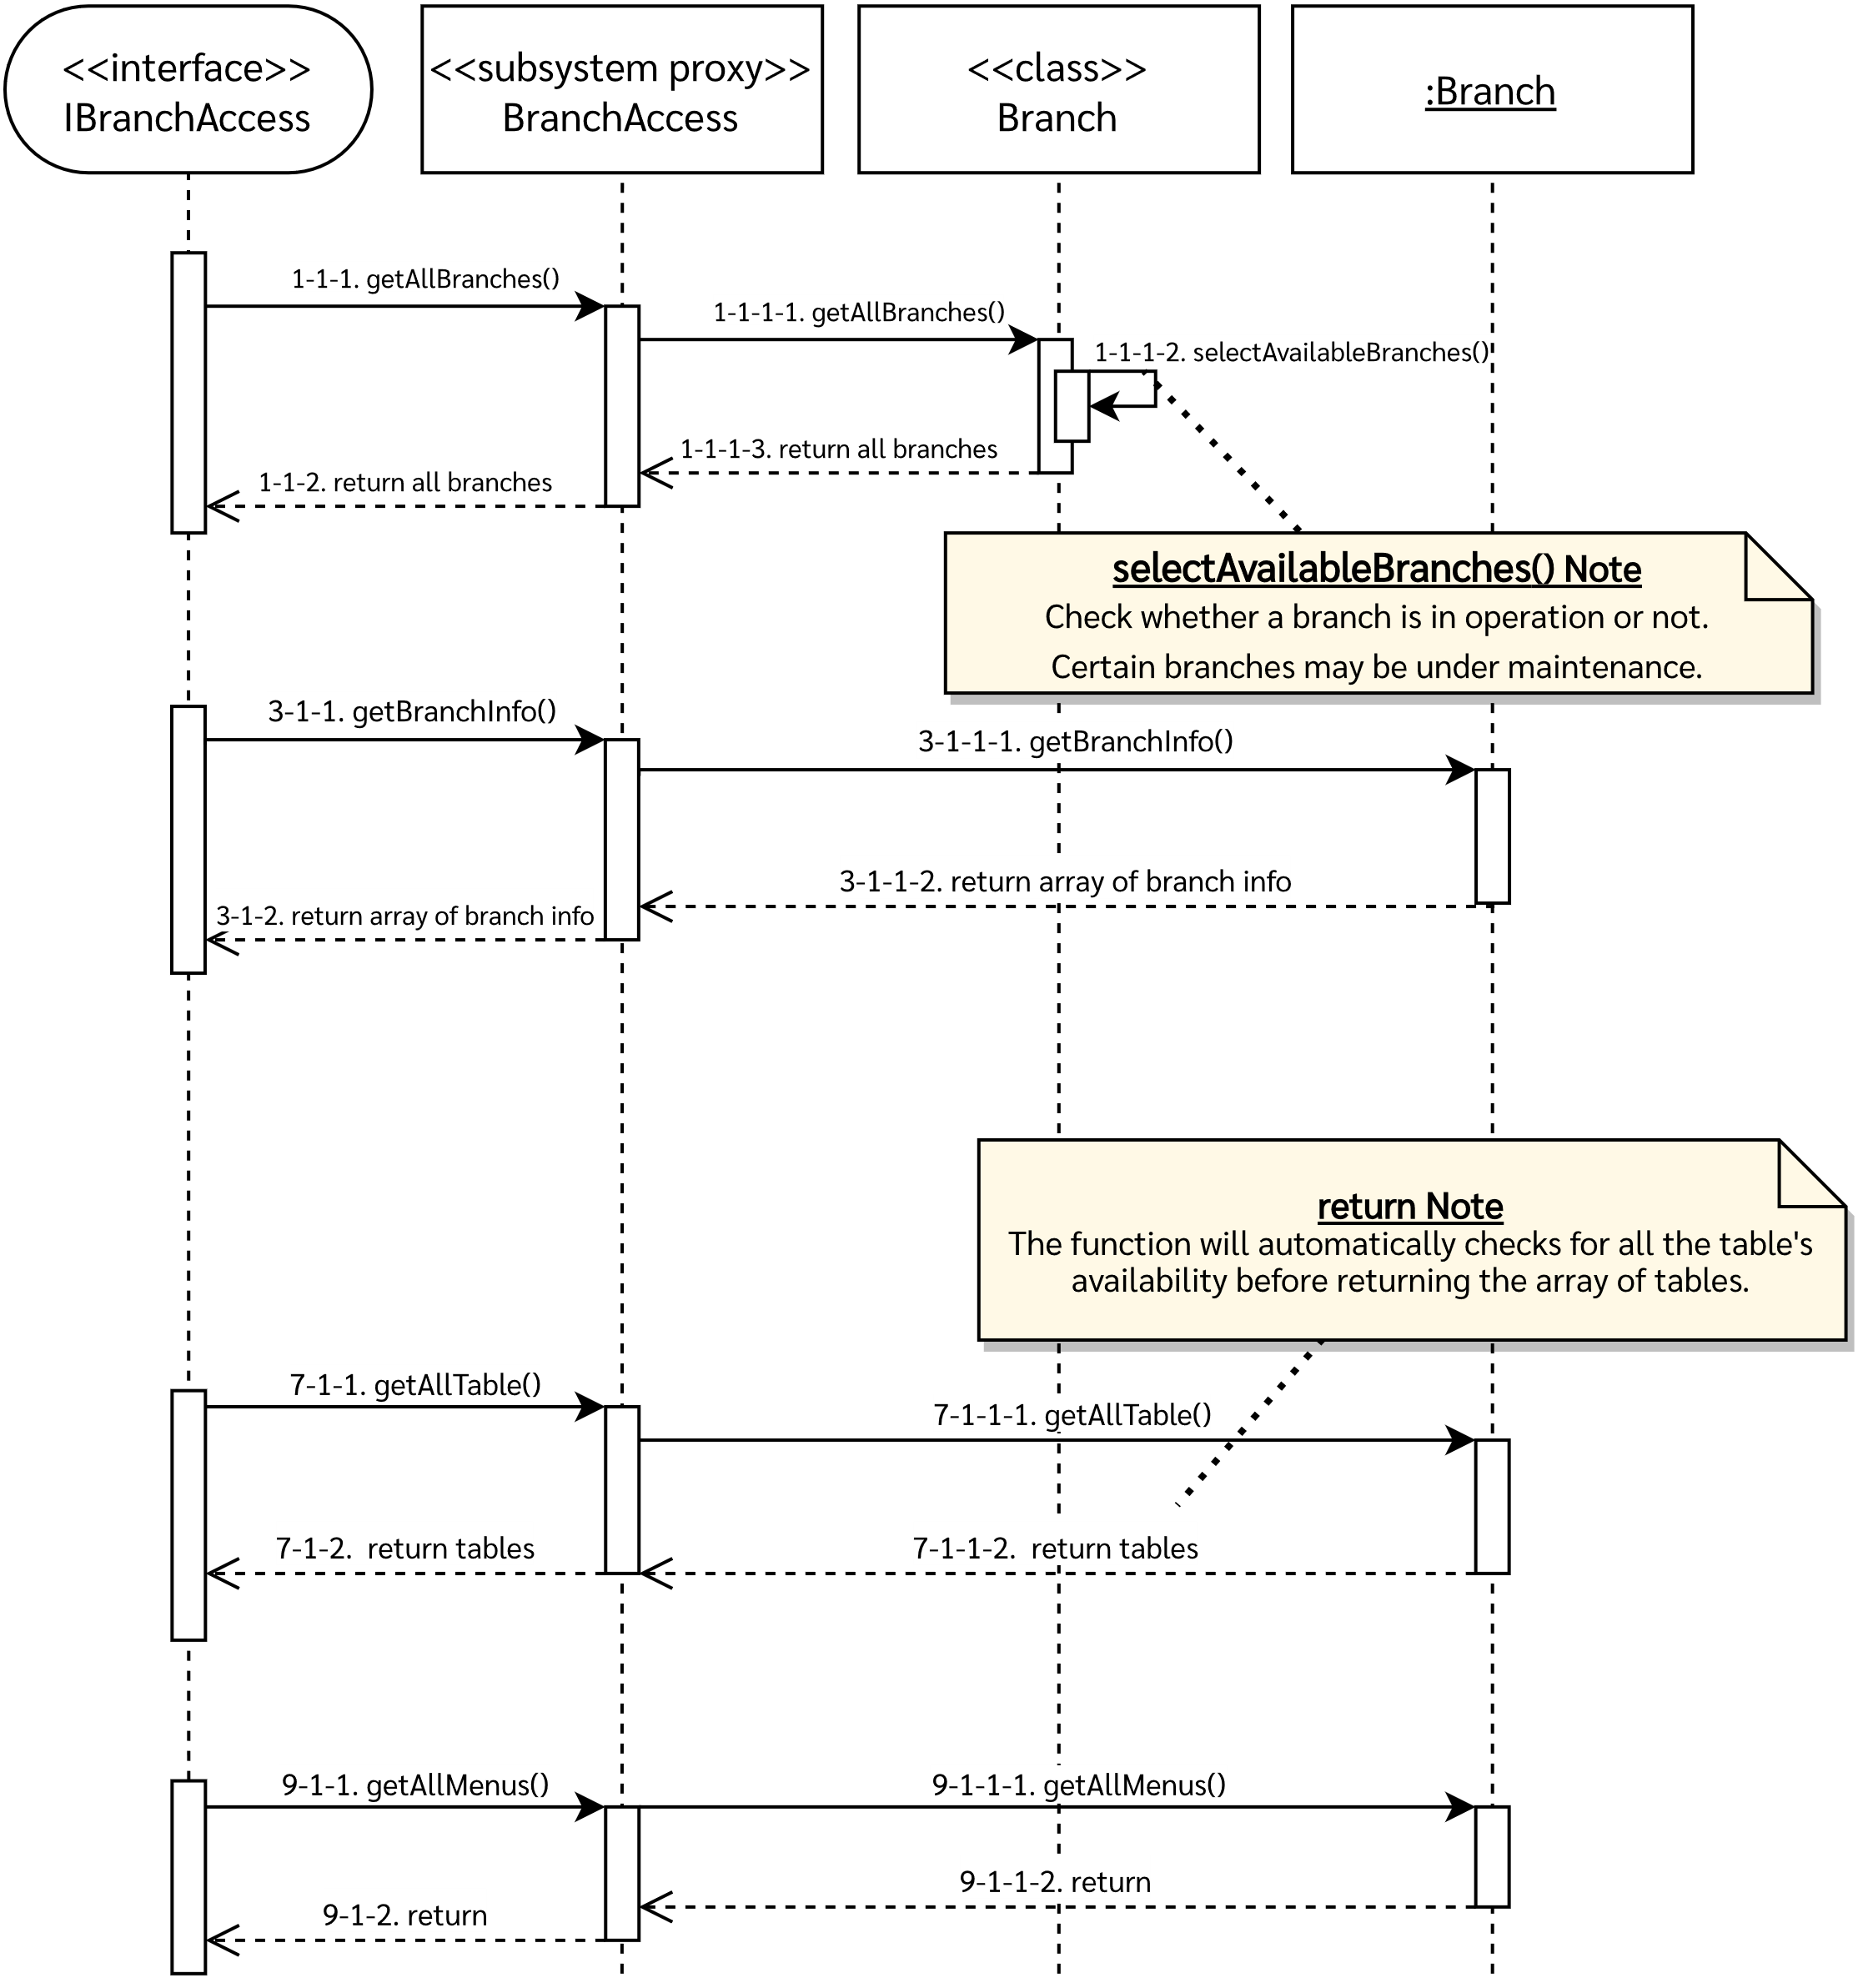 <<interface>>
IBranchAccess
<<subsystem proxy>>
BranchAccess
<<class>>
Branch
:Branch
1-1-1. getAllBranches()
1-1-1-1. getAllBranches()
1-1-1-2. selectAvailableBranches()
1-1-1-3. return all branches
1-1-2. return all branches
selectAvailableBranches() Note
Check whether a branch is in operation or not.
Certain branches may be under maintenance.
3-1-1. getBranchInfo()
3-1-1-1. getBranchInfo()
3-1-1-2. return array of branch info
3-1-2. return array of branch info
return Note
The function will automatically checks for all the table's
availability before returning the array of tables.
7-1-1. getAllTable()
7-1-1-1. getAllTable()
7-1-2.  return tables
7-1-1-2.  return tables
9-1-1. getAllMenus()
9-1-1-1. getAllMenus()
9-1-1-2. return
9-1-2. return